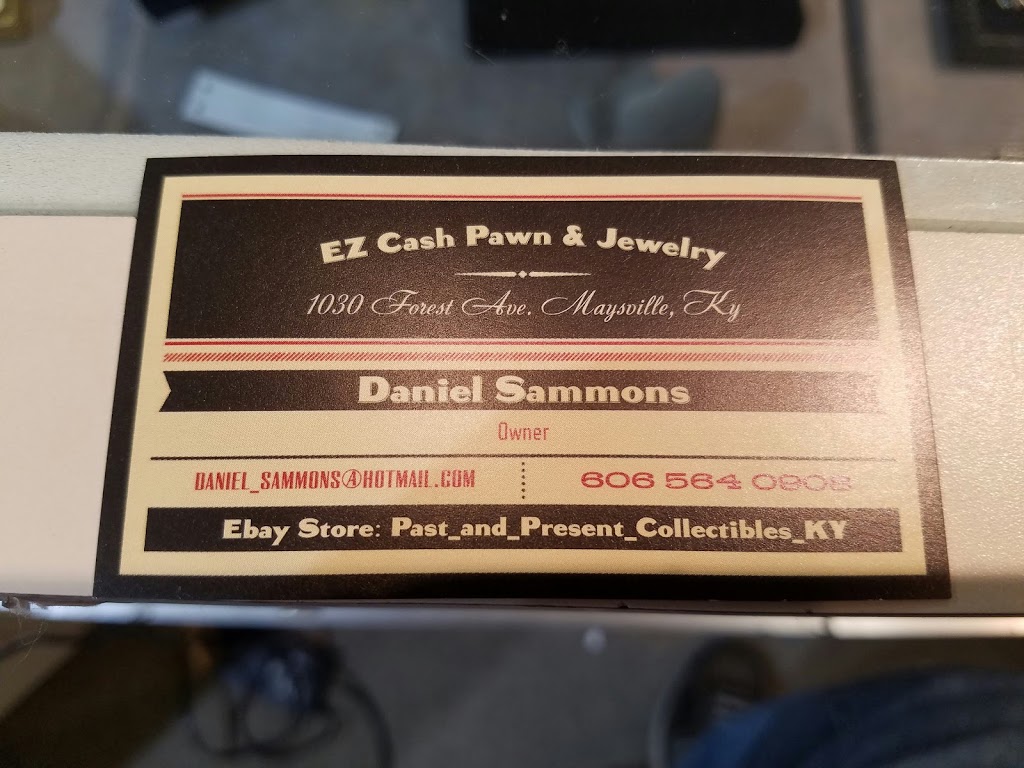 EZ Cash Pawn & Jewelry
1030 Forest Ave. Maysville, Ky
Daniel Sammons
Owner
DANIEL_SAMMONS@HOTMAIL.COM
606 564 0908
Ebay Store: Past_and_Present_Collectibles_KY